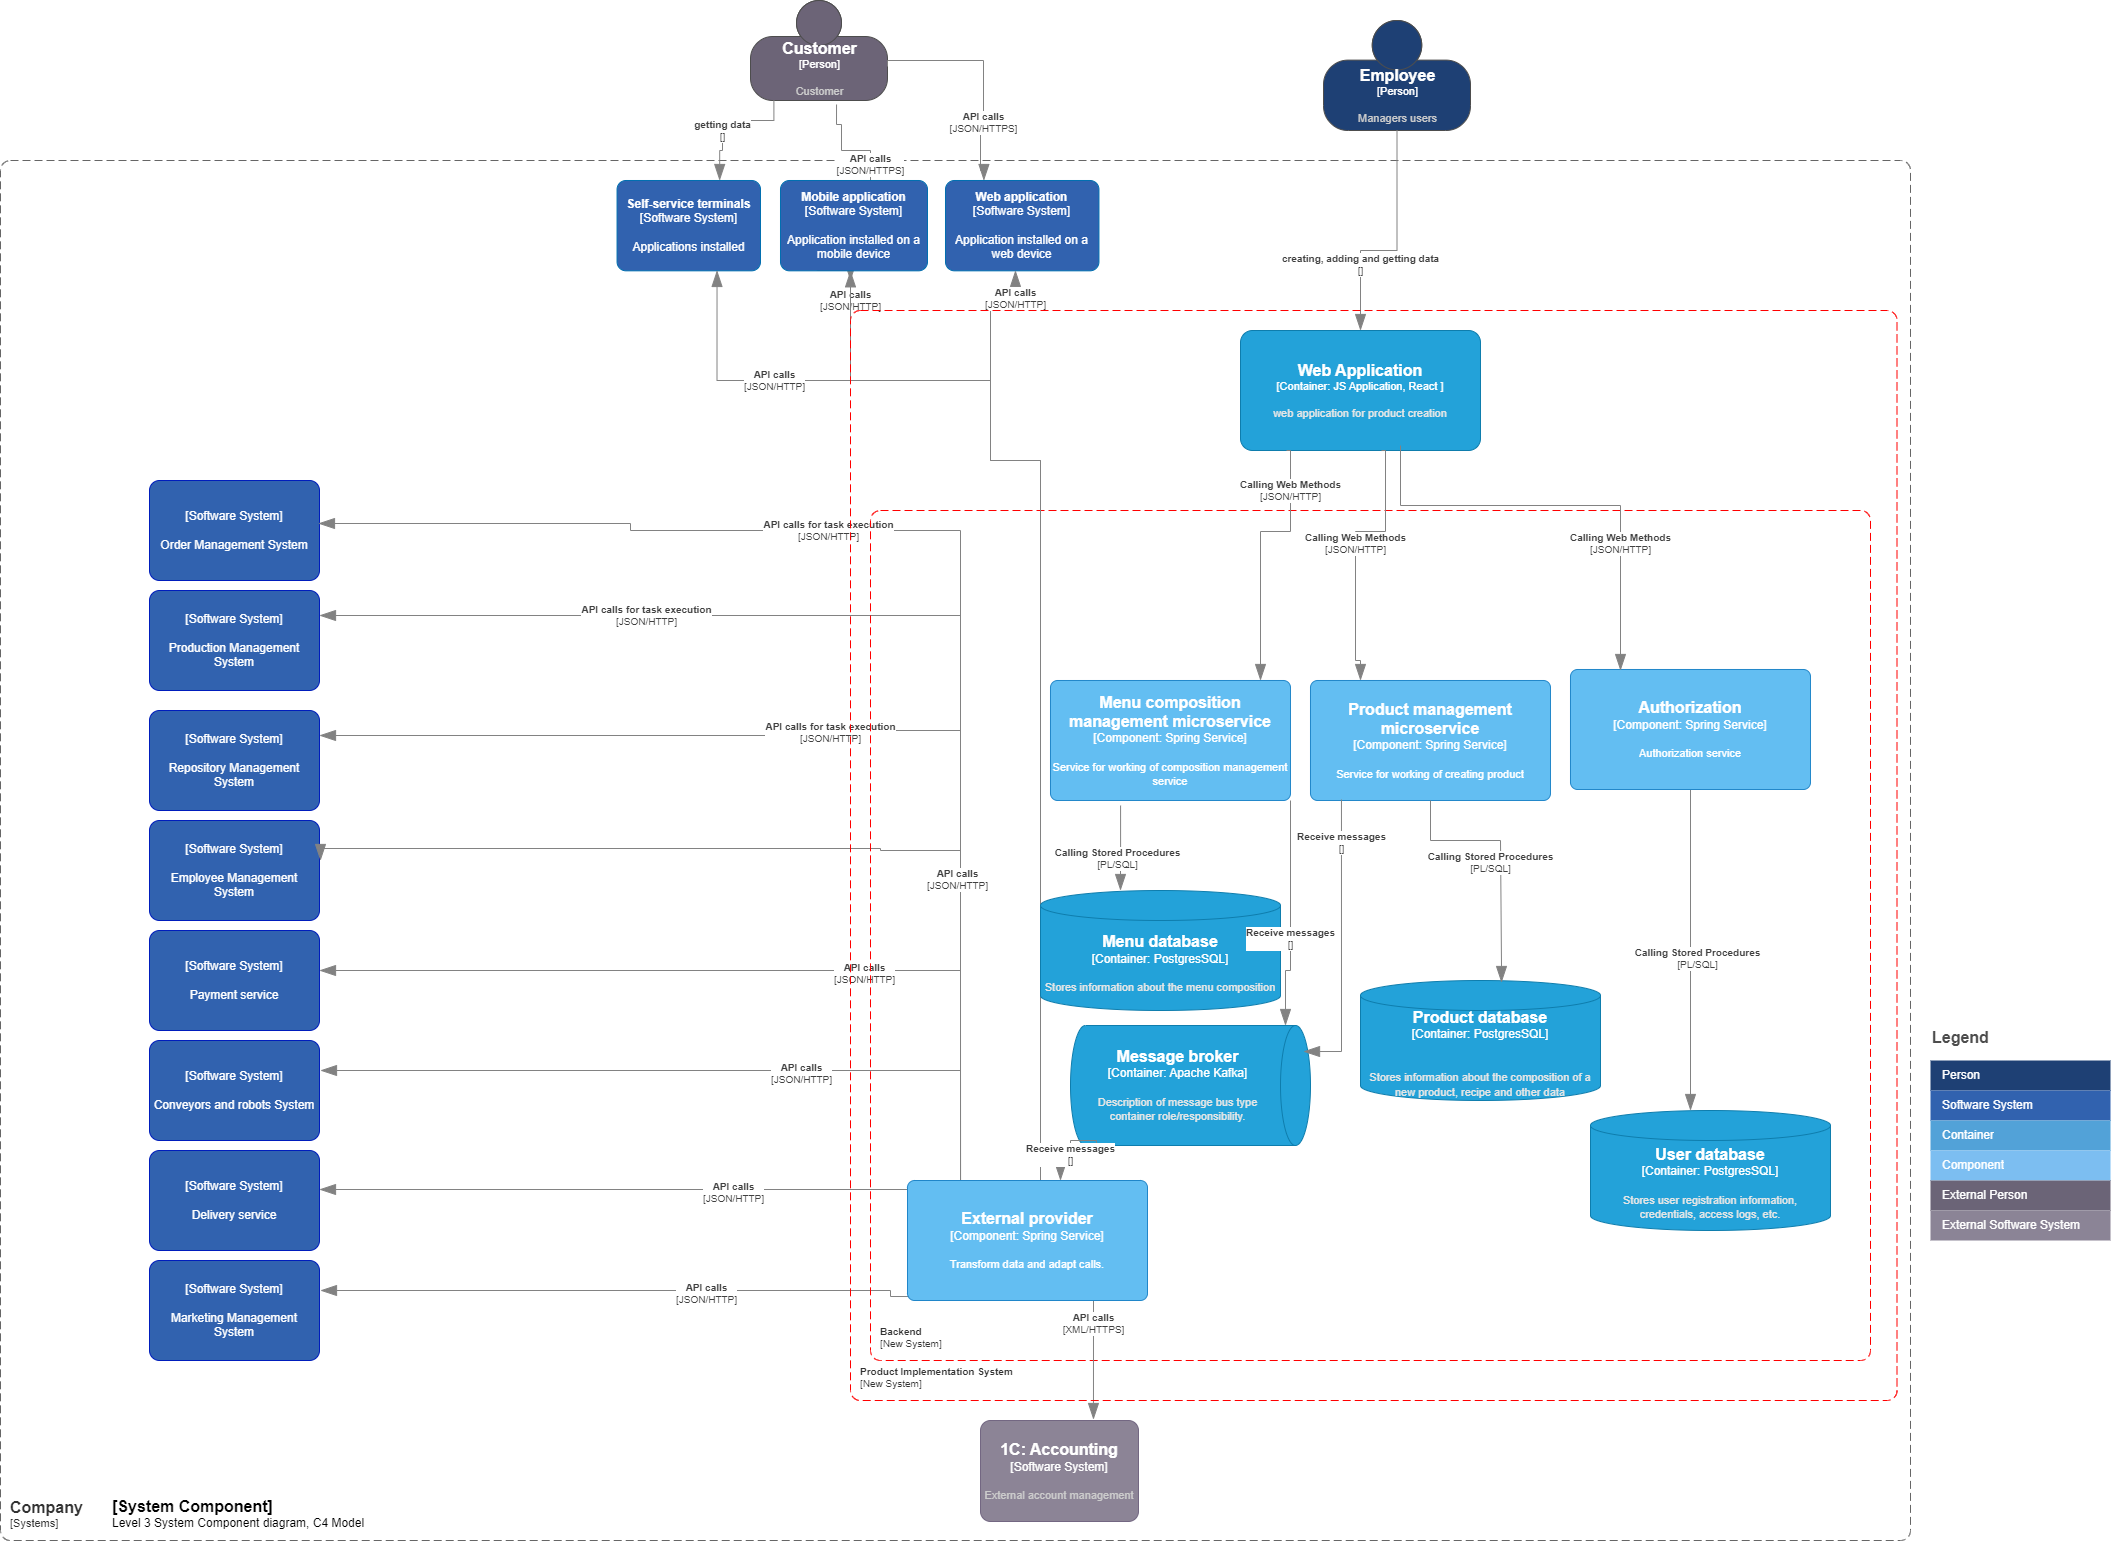 Customer
[Person]
Customer
Employee
[Person]
Managers users
getting data
[]
API calls
[JSON/HTTPS]
API calls
[JSON/HTTPS]
Self-service terminals
[Software System]
Applications installed
Mobile application
[Software System]
Application installed on a
mobile device
Web application
[Software System]
Application installed on a
web device
creating, adding and getting data
[]
API calls
[JSON/HTTP]
API calls
[JSON/HTTP]
API calls
[JSON/HTTP]
Web Application
[Container: JS Application, React ]
web application for product creation
Calling Web Methods
[JSON/HTTP]
Calling Web Methods
[JSON/HTTP]
Calling Web Methods
[JSON/HTTP]
[Software System]
Order Management System
API calls for task execution
[JSON/HTTP]
[Software System]
Production Management
System
API calls for task execution
[JSON/HTTP]
[Software System]
Repository Management
System
API calls for task execution
[JSON/HTTP]
Menu composition
management microservice
[Component: Spring Service]
Service for working of composition management
service
Product management
microservice
[Component: Spring Service]
Service for working of creating product
Authorization
[Component: Spring Service]
Authorization service
[Software System]
Employee Management
System
API calls
[JSON/HTTP]
Calling Stored Procedures
[PL/SQL]
Receive messages
[]
Calling Stored Procedures
[PL/SQL]
Receive messages
[]
Calling Stored Procedures
[PL/SQL]
[Software System]
Payment service
API calls
[JSON/HTTP]
Menu database
[Container: PostgresSQL]
Stores information about the menu composition
Message broker
[Container: Apache Kafka]
Description of message bus type
container role/responsibility.
Product database
[Container: PostgresSQL]
Stores information about the composition of a
new product, recipe and other data
User database
[Container: PostgresSQL]
Stores user registration information,
credentials, access logs, etc.
[Software System]
Conveyors and robots System
API calls
[JSON/HTTP]
Receive messages
[]
[Software System]
Delivery service
API calls
[JSON/HTTP]
External provider
[Component: Spring Service]
Transform data and adapt calls.
[Software System]
Marketing Management
System
API calls
[JSON/HTTP]
API calls
[XML/HTTPS]
Backend
[New System]
Product Implementation System
[New System]
1C: Accounting
[Software System]
External account management
Legend
Person
Software System
Container
Component
External Person
External Software System
Company
[Systems]
[System Component]
Level 3 System Component diagram, C4 Model